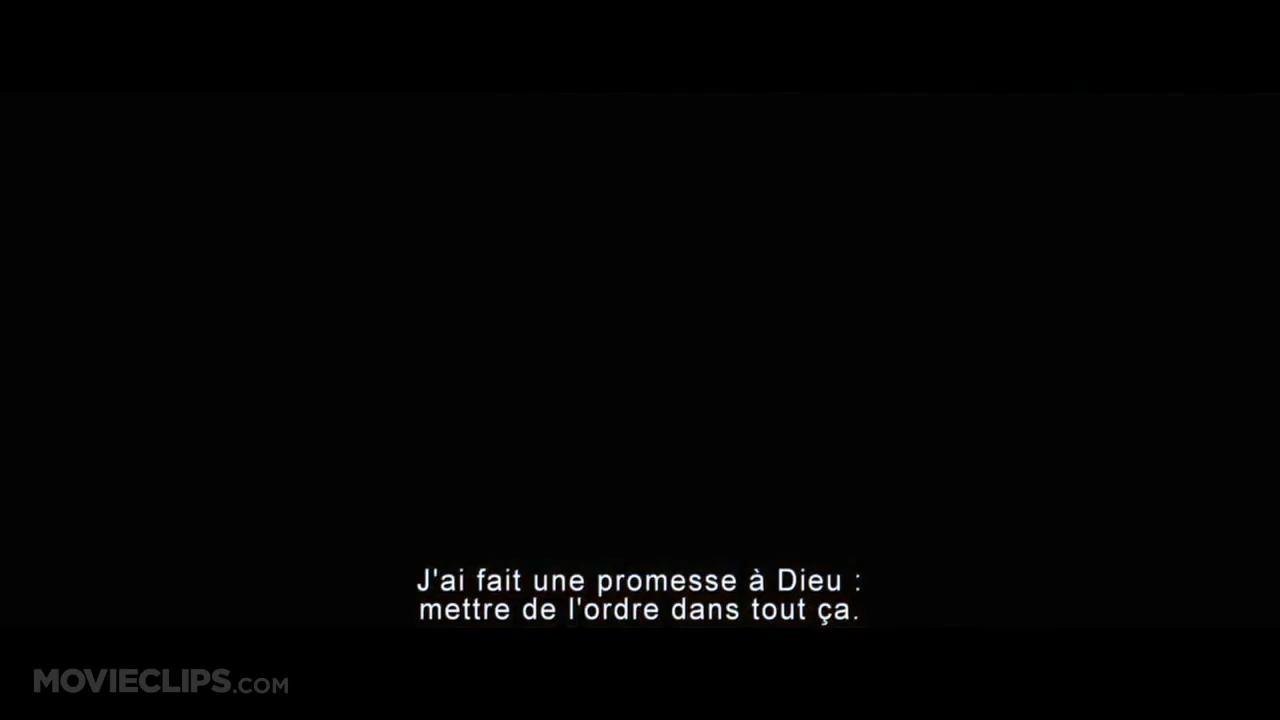 J'ai fait une promesse à Dieu :
mettre de l'ordre dans tout ça.
MOVIECLIPS.COM